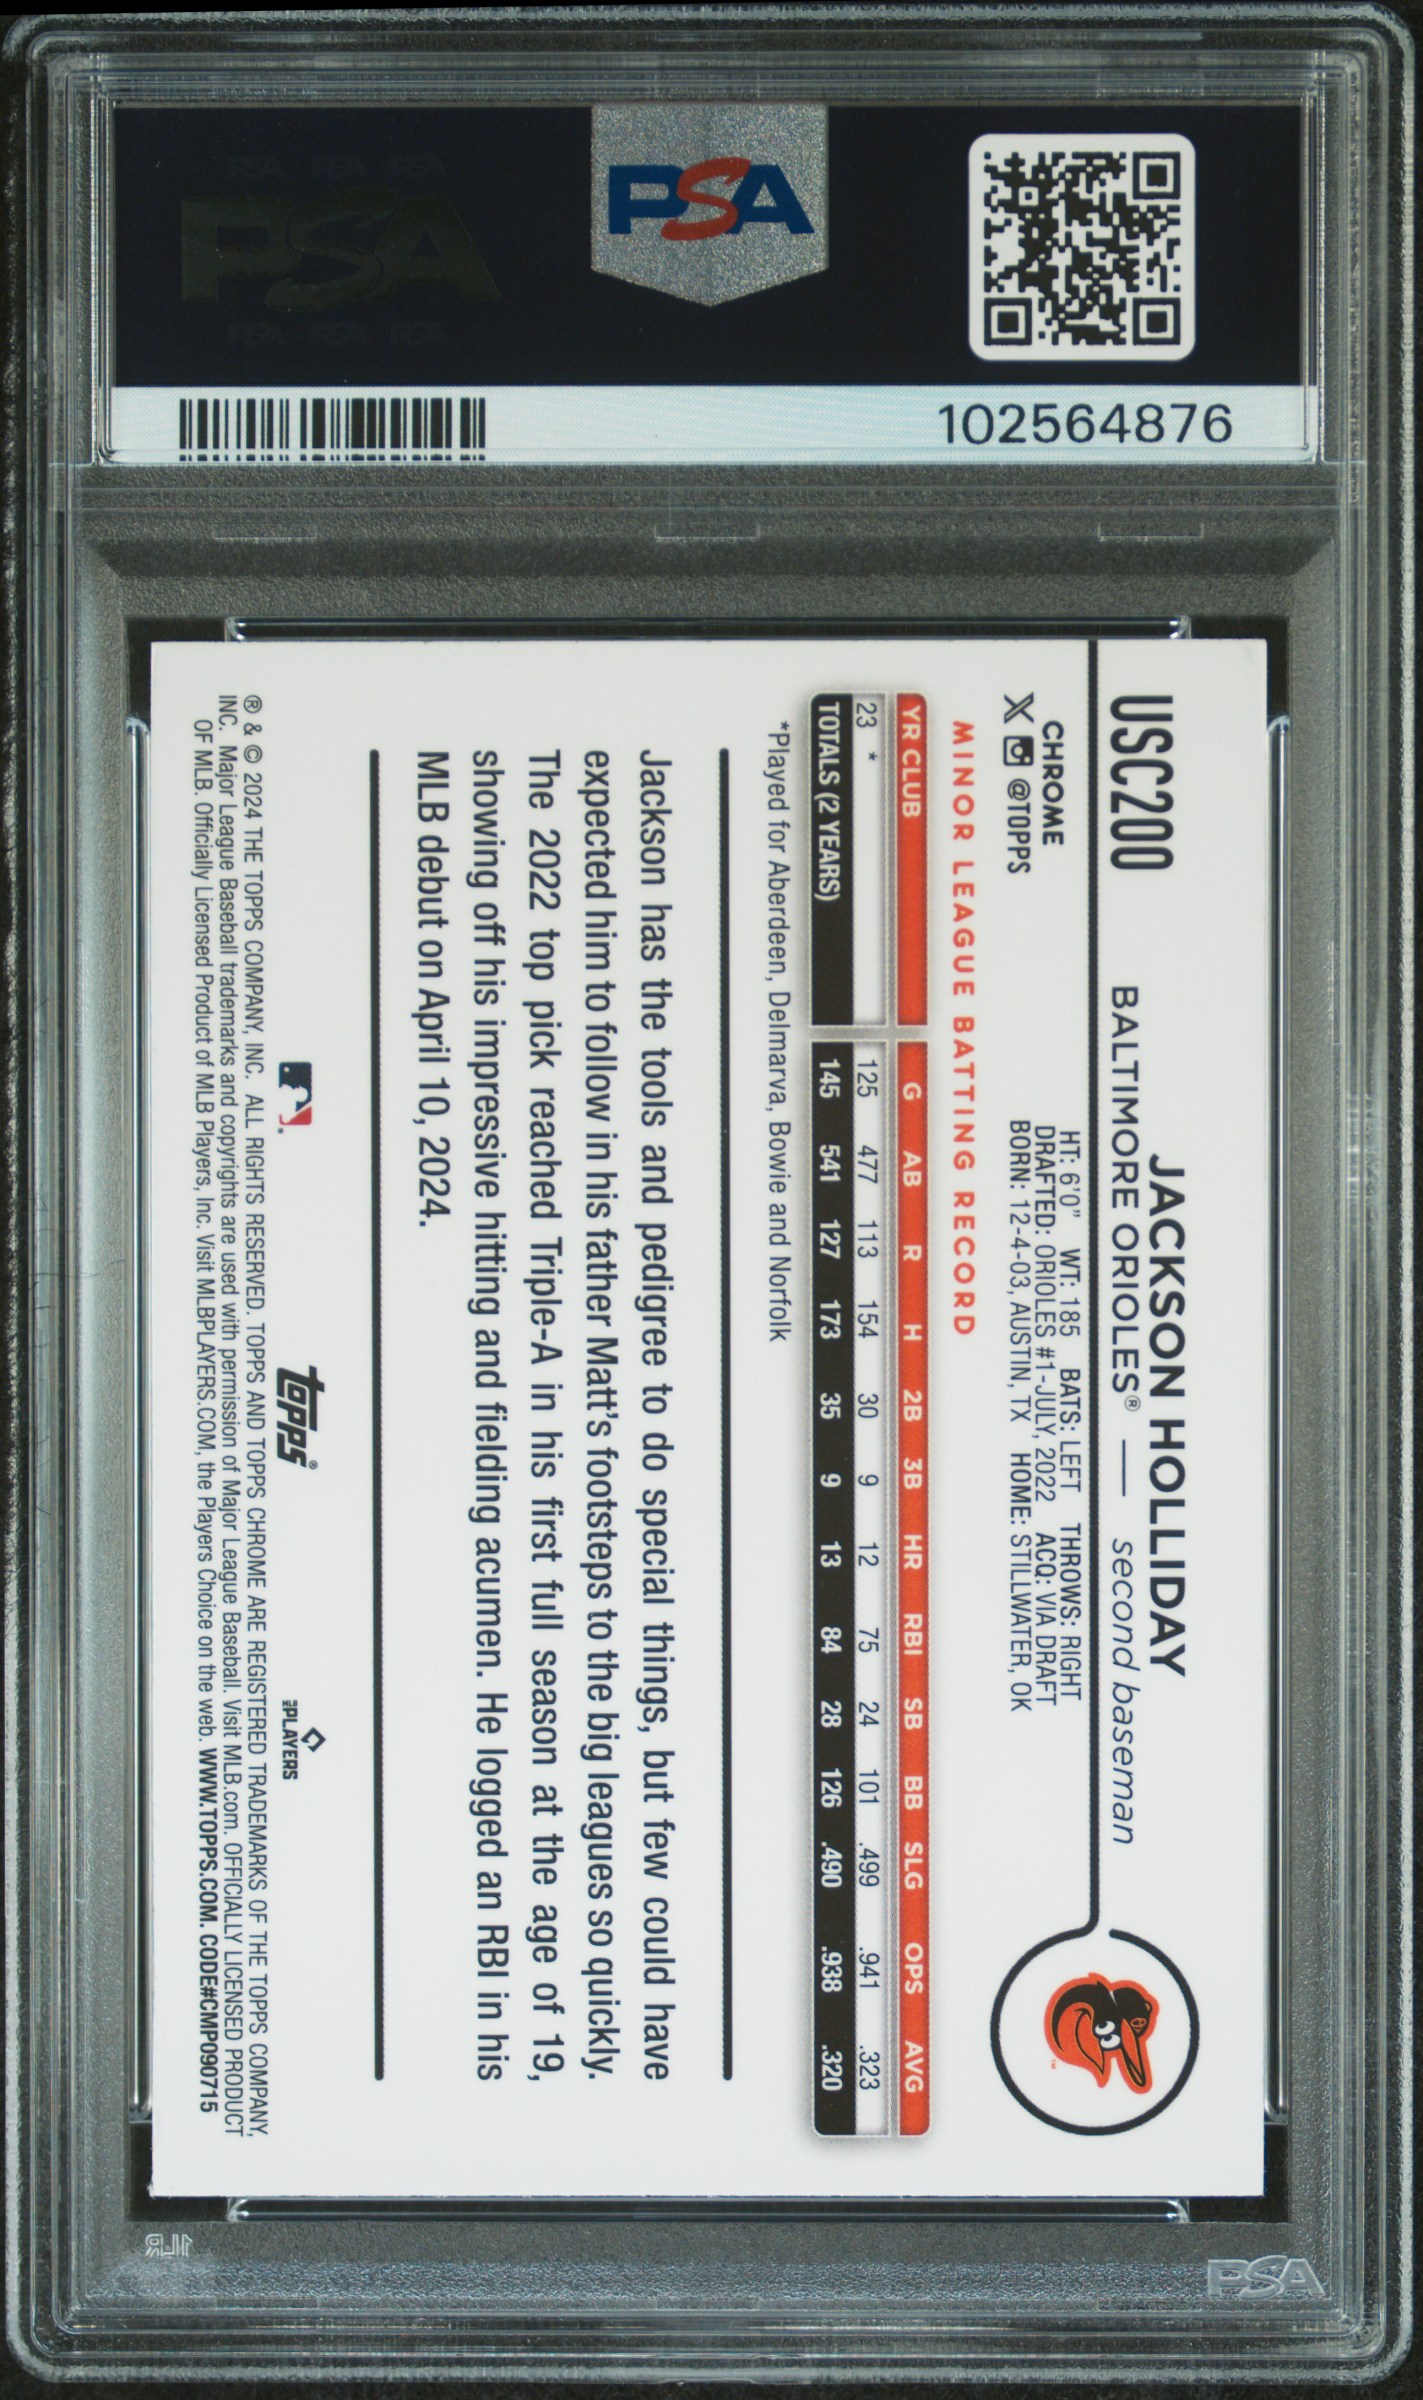 PSA
PSA PSA PSA
PSA
PSA PSA PSA
102564876
USC200
JACKSON HOLLIDAY
BALTIMORE ORIOLES® — second baseman
CHROME
@TOPPS
HT: 6'0" WT: 185 BATS: LEFT THROWS: RIGHT
DRAFTED: ORIOLES #1-JULY, 2022 ACQ: VIA DRAFT
BORN: 12-4-03, AUSTIN, TX HOME: STILLWATER, OK
MINOR LEAGUE BATTING RECORD
YR CLUB G AB R H 2B 3B HR RBI SB BB SLG OPS AVG
23 * 125 477 113 154 30 9 12 75 24 101 .499 .941 .323
TOTALS (2 YEARS) 145 541 127 173 35 9 13 84 28 126 .490 .938 .320
*Played for Aberdeen, Delmarva, Bowie and Norfolk
Jackson has the tools and pedigree to do special things, but few could have
expected him to follow in his father Matt's footsteps to the big leagues so quickly.
The 2022 top pick reached Triple-A in his first full season at the age of 19,
showing off his impressive hitting and fielding acumen. He logged an RBI in his
MLB debut on April 10, 2024.
topps®
MLB PLAYERS
® & © 2024 THE TOPPS COMPANY, INC. ALL RIGHTS RESERVED. TOPPS AND TOPPS CHROME ARE REGISTERED TRADEMARKS OF THE TOPPS COMPANY,
INC. Major League Baseball trademarks and copyrights are used with permission of Major League Baseball. Visit MLB.com. OFFICIALLY LICENSED PRODUCT
OF MLB. Officially Licensed Product of MLB Players, Inc. Visit MLBPLAYERS.COM, the Players Choice on the web. WWW.TOPPS.COM. CODE#CMP090715
PSA